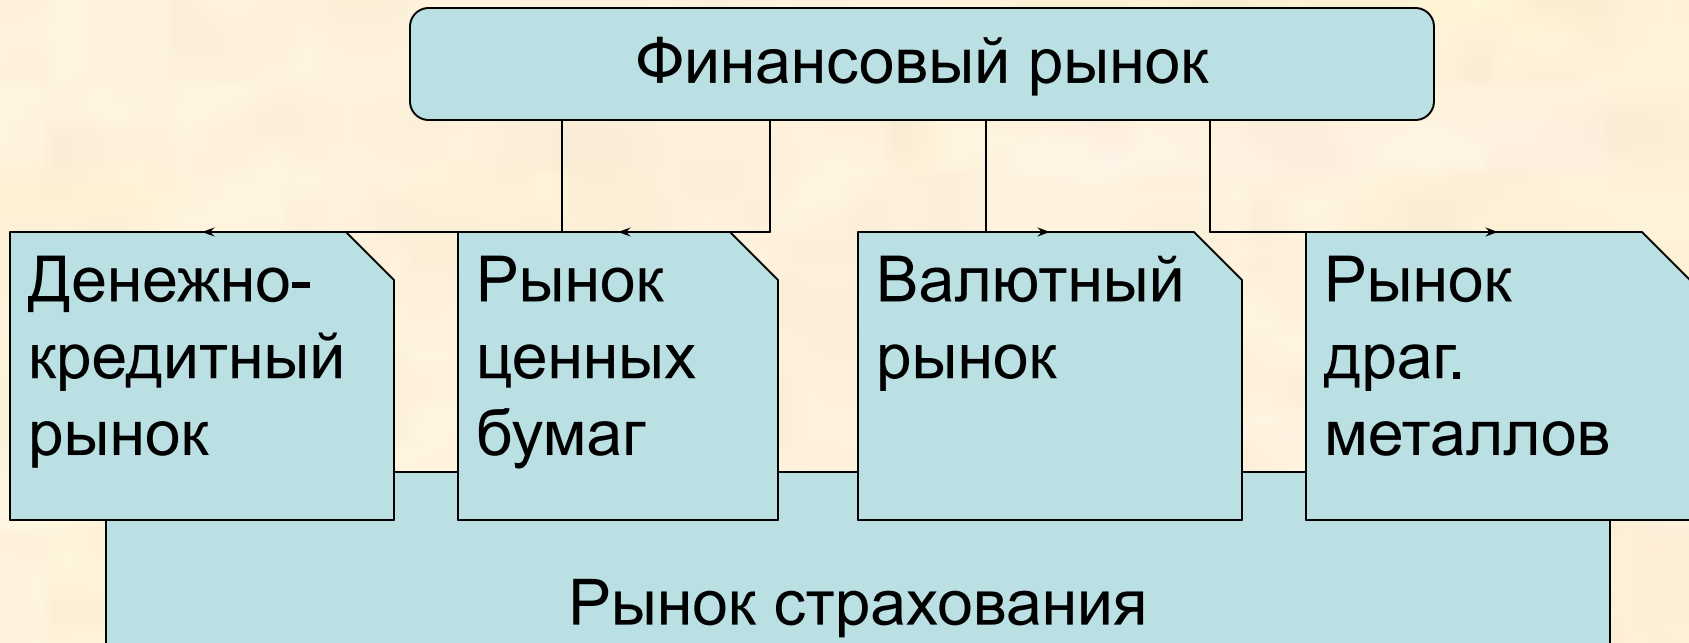 Финансовый рынок
Денежно-
кредитный
рынок
Рынок
ценных
бумаг
Валютный
рынок
Рынок
драг.
металлов
Рынок страхования